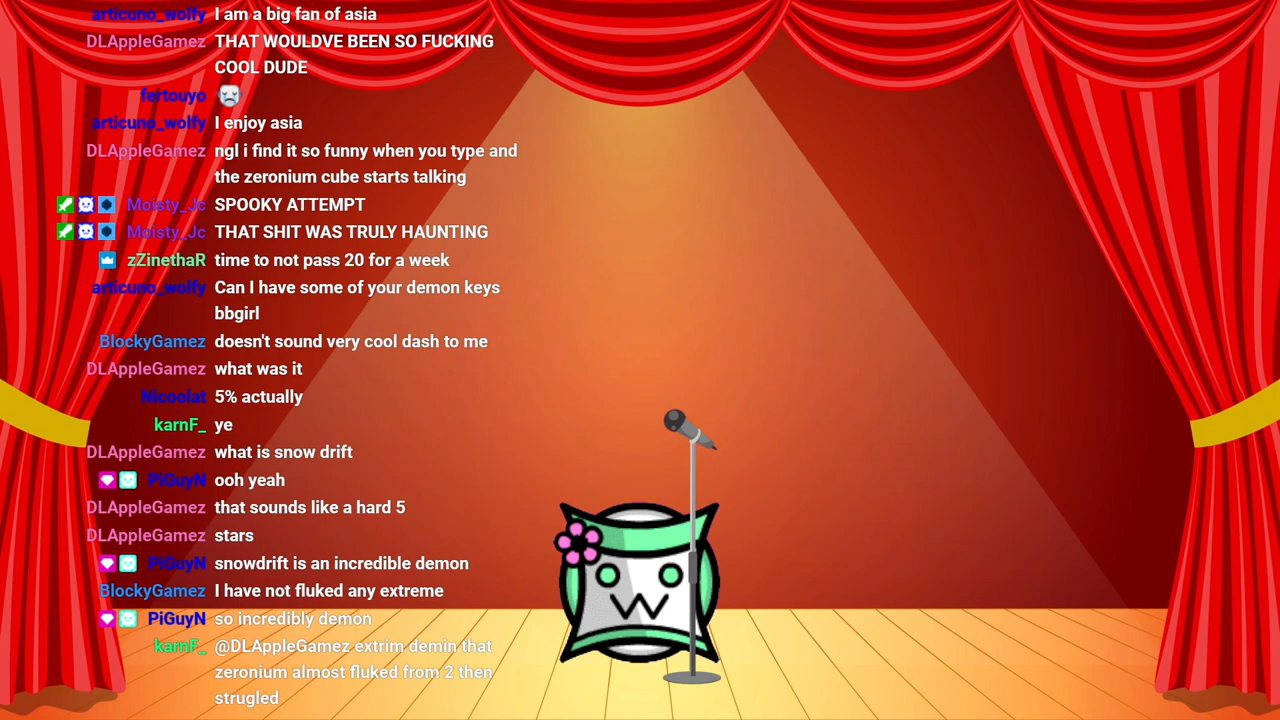 articuno_wolfy I am a big fan of asia
DLAppleGamez THAT WOULDVE BEEN SO FUCKING
COOL DUDE
fertouyo
articuno_wolfy I enjoy asia
DLAppleGamez ngl i find it so funny when you type and
the zeronium cube starts talking
Moisty_Jc SPOOKY ATTEMPT
Moisty_Jc THAT SHIT WAS TRULY HAUNTING
zZinethaR time to not pass 20 for a week
articuno_wolfy Can I have some of your demon keys
bbgirl
BlockyGamez doesn't sound very cool dash to me
DLAppleGamez what was it
Nicoolat 5% actually
karnF_ ye
DLAppleGamez what is snow drift
PiGuyN ooh yeah
DLAppleGamez that sounds like a hard 5
DLAppleGamez stars
PiGuyN snowdrift is an incredible demon
BlockyGamez I have not fluked any extreme
PiGuyN so incredibly demon
karnF_ @DLAppleGamez extrim demin that
zeronium almost fluked from 2 then
strugled